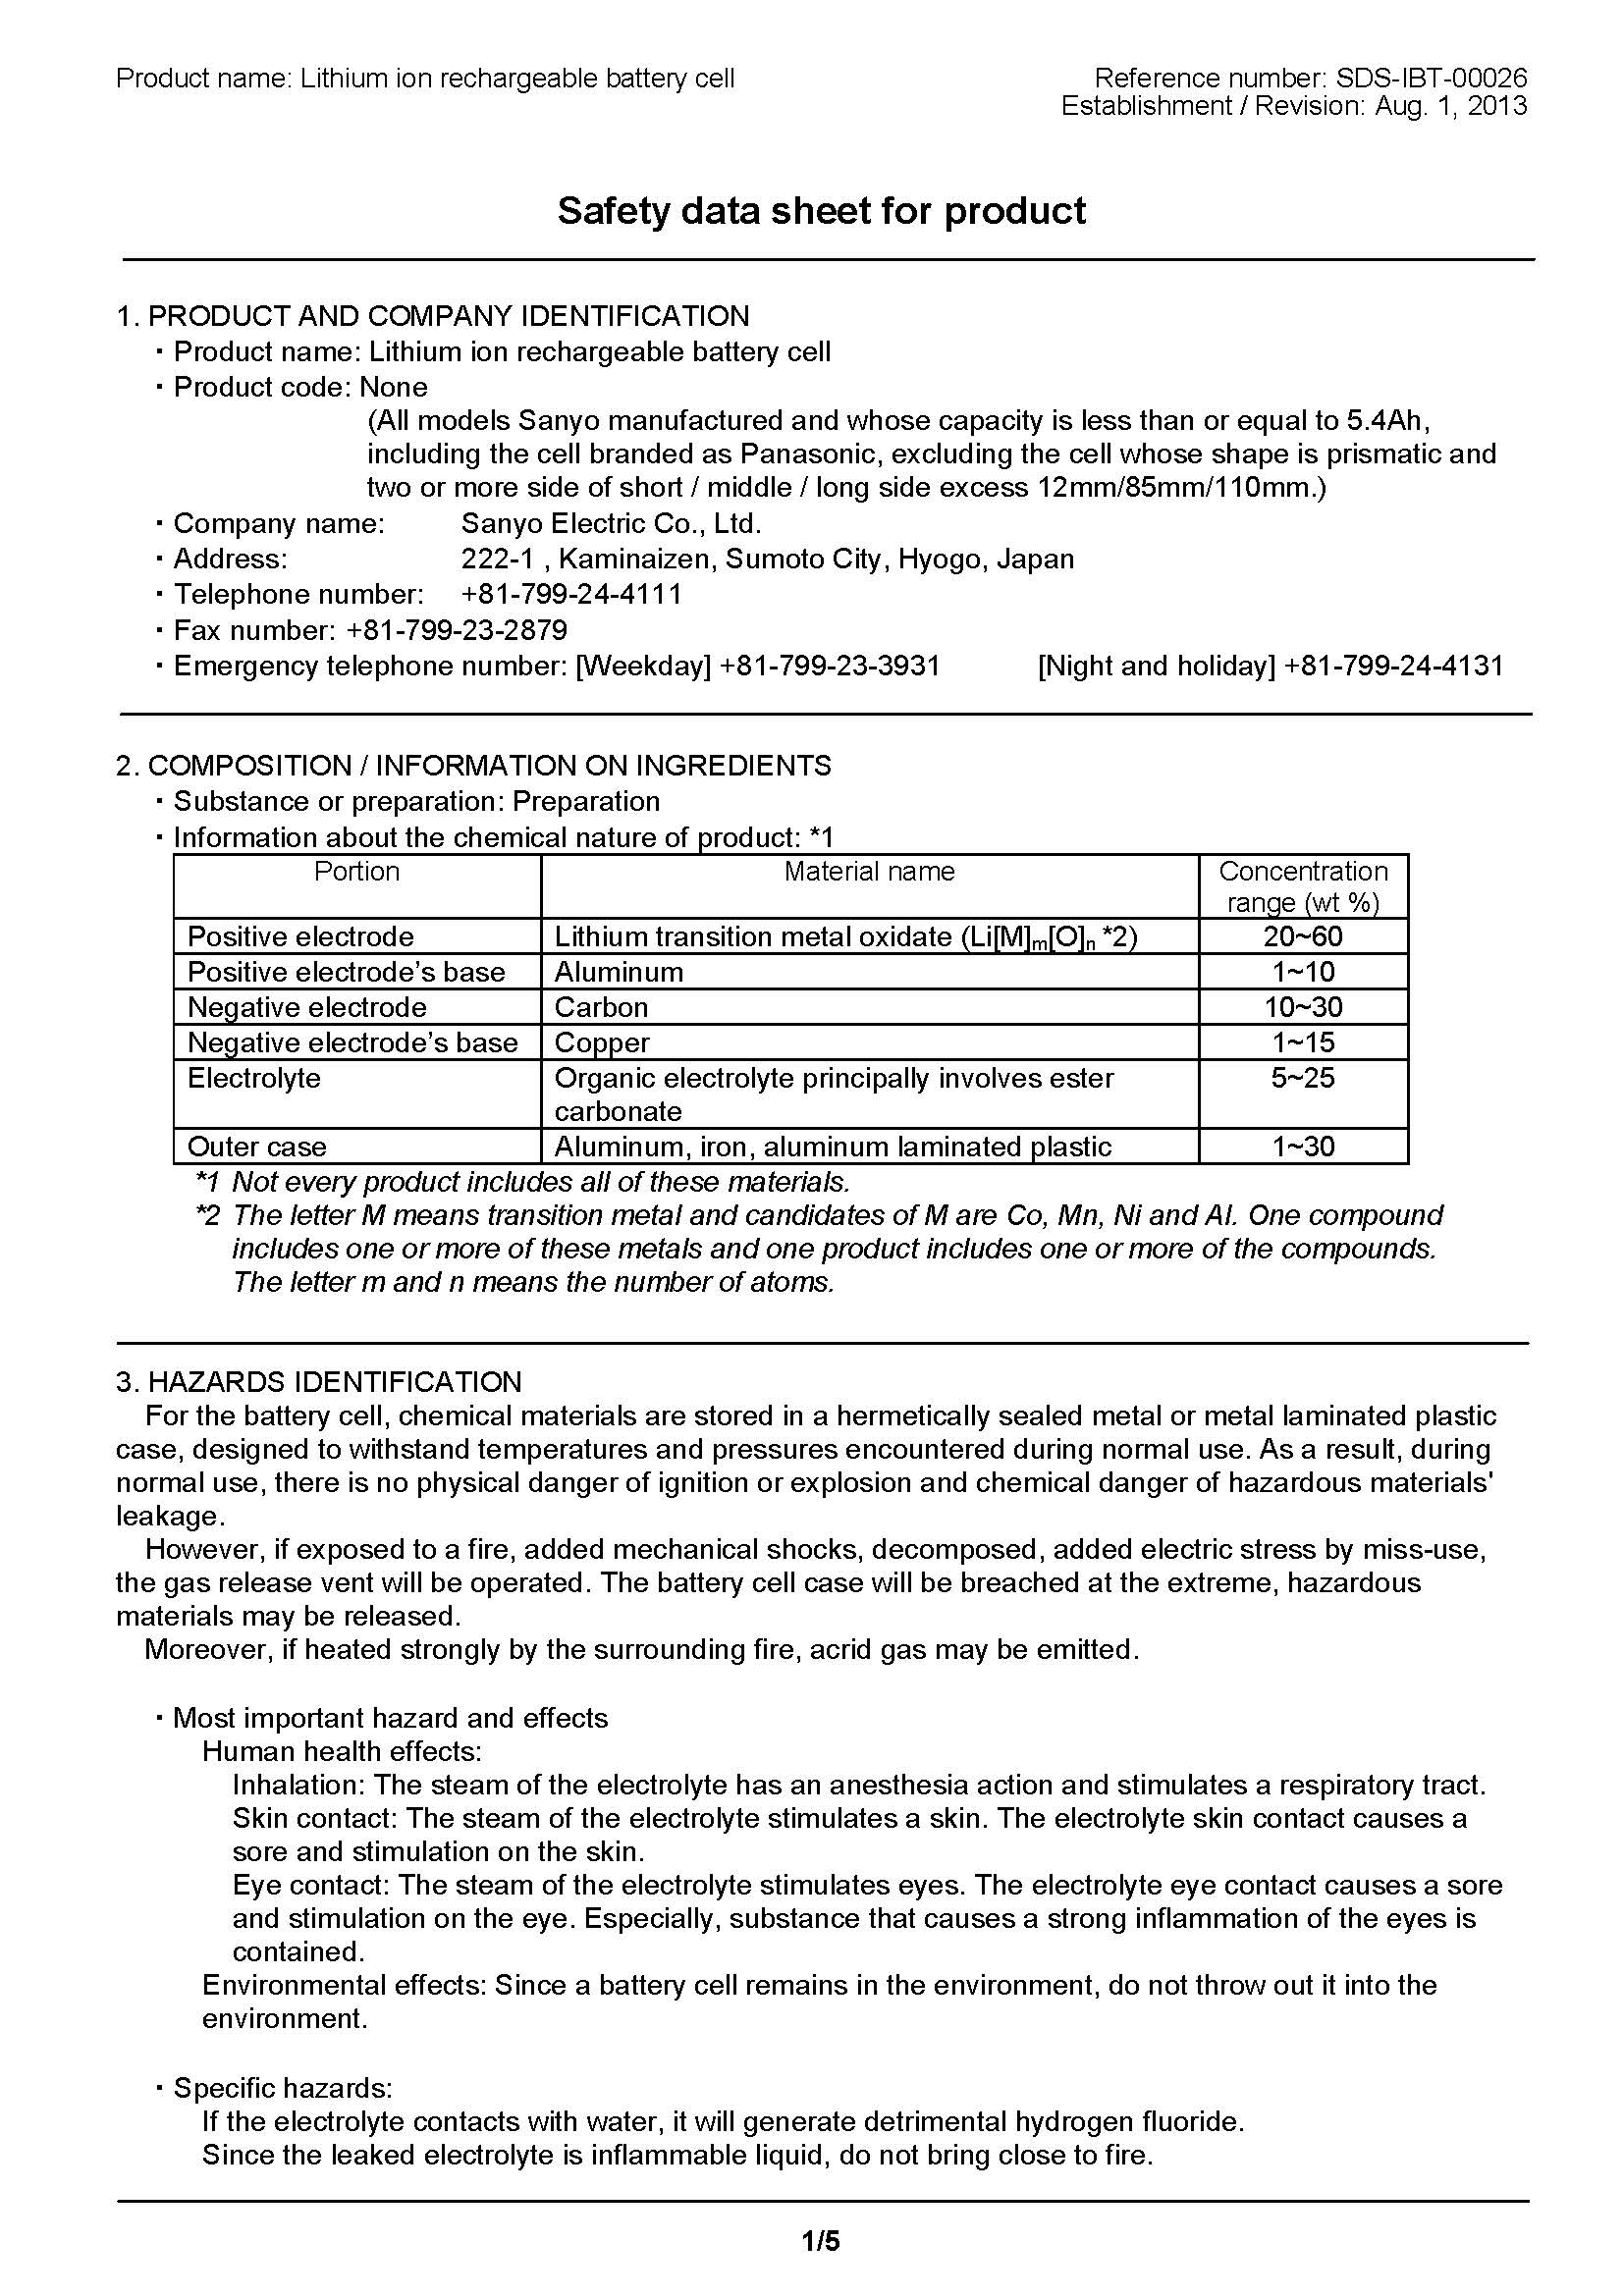 Product name: Lithium ion rechargeable battery cell Reference number: SDS-IBT-00026
Establishment / Revision: Aug. 1, 2013
Safety data sheet for product
1. PRODUCT AND COMPANY IDENTIFICATION
・Product name: Lithium ion rechargeable battery cell
・Product code: None
(All models Sanyo manufactured and whose capacity is less than or equal to 5.4Ah,
including the cell branded as Panasonic, excluding the cell whose shape is prismatic and
two or more side of short / middle / long side excess 12mm/85mm/110mm.)
・Company name: Sanyo Electric Co., Ltd.
・Address: 222-1 , Kaminaizen, Sumoto City, Hyogo, Japan
・Telephone number: +81-799-24-4111
・Fax number: +81-799-23-2879
・Emergency telephone number: [Weekday] +81-799-23-3931 [Night and holiday] +81-799-24-4131
2. COMPOSITION / INFORMATION ON INGREDIENTS
・Substance or preparation: Preparation
・Information about the chemical nature of product: *1
Portion Material name Concentration
range (wt %)
Positive electrode Lithium transition metal oxidate (Li[M]m[O]n *2) 20~60
Positive electrode’s base Aluminum 1~10
Negative electrode Carbon 10~30
Negative electrode’s base Copper 1~15
Electrolyte Organic electrolyte principally involves ester 5~25
carbonate
Outer case Aluminum, iron, aluminum laminated plastic 1~30
*1 Not every product includes all of these materials.
*2 The letter M means transition metal and candidates of M are Co, Mn, Ni and Al. One compound
includes one or more of these metals and one product includes one or more of the compounds.
The letter m and n means the number of atoms.
3. HAZARDS IDENTIFICATION
For the battery cell, chemical materials are stored in a hermetically sealed metal or metal laminated plastic
case, designed to withstand temperatures and pressures encountered during normal use. As a result, during
normal use, there is no physical danger of ignition or explosion and chemical danger of hazardous materials'
leakage.
However, if exposed to a fire, added mechanical shocks, decomposed, added electric stress by miss-use,
the gas release vent will be operated. The battery cell case will be breached at the extreme, hazardous
materials may be released.
Moreover, if heated strongly by the surrounding fire, acrid gas may be emitted.
・Most important hazard and effects
Human health effects:
Inhalation: The steam of the electrolyte has an anesthesia action and stimulates a respiratory tract.
Skin contact: The steam of the electrolyte stimulates a skin. The electrolyte skin contact causes a
sore and stimulation on the skin.
Eye contact: The steam of the electrolyte stimulates eyes. The electrolyte eye contact causes a sore
and stimulation on the eye. Especially, substance that causes a strong inflammation of the eyes is
contained.
Environmental effects: Since a battery cell remains in the environment, do not throw out it into the
environment.
・Specific hazards:
If the electrolyte contacts with water, it will generate detrimental hydrogen fluoride.
Since the leaked electrolyte is inflammable liquid, do not bring close to fire.
1/5